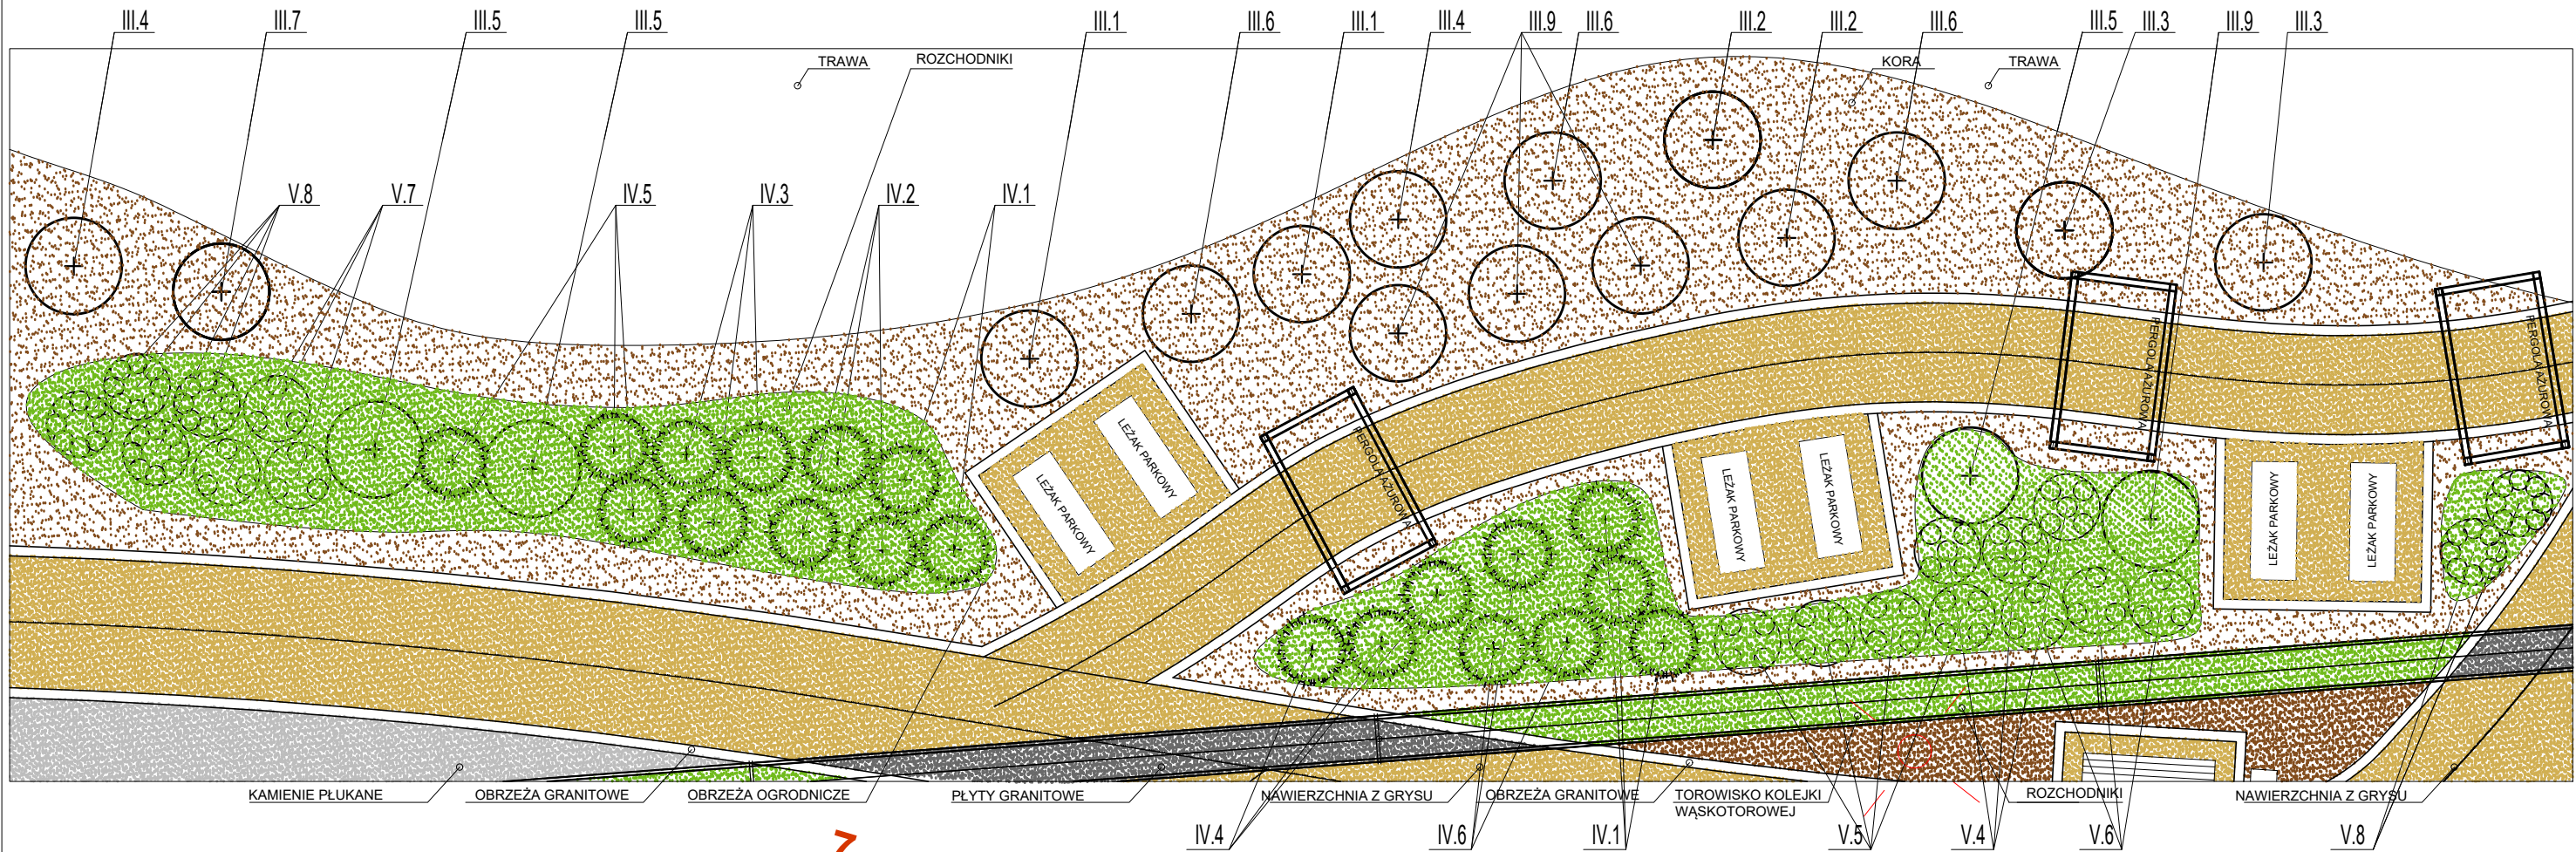 III.4
III.7
III.5
III.5
III.1
III.6
III.1
III.4
III.9
III.6
III.2
III.2
III.6
III.5
III.3
III.9
III.3
TRAWA
ROZCHODNIKI
KORA
TRAWA
V.8
V.7
IV.5
IV.3
IV.2
IV.1
LEŻAK PARKOWY
LEŻAK PARKOWY
PERGOLA AŻUROWA
LEŻAK PARKOWY
LEŻAK PARKOWY
PERGOLA AŻUROWA
LEŻAK PARKOWY
LEŻAK PARKOWY
PERGOLA AŻUROWA
KAMIENIE PŁUKANE
OBRZEŻA GRANITOWE
OBRZEŻA OGRODNICZE
PŁYTY GRANITOWE
NAWIERZCHNIA Z GRYSU
OBRZEŻA GRANITOWE
TOROWISKO KOLEJKI
WĄSKOTOROWEJ
ROZCHODNIKI
NAWIERZCHNIA Z GRYSU
IV.4
IV.6
IV.1
V.5
V.4
V.6
V.8